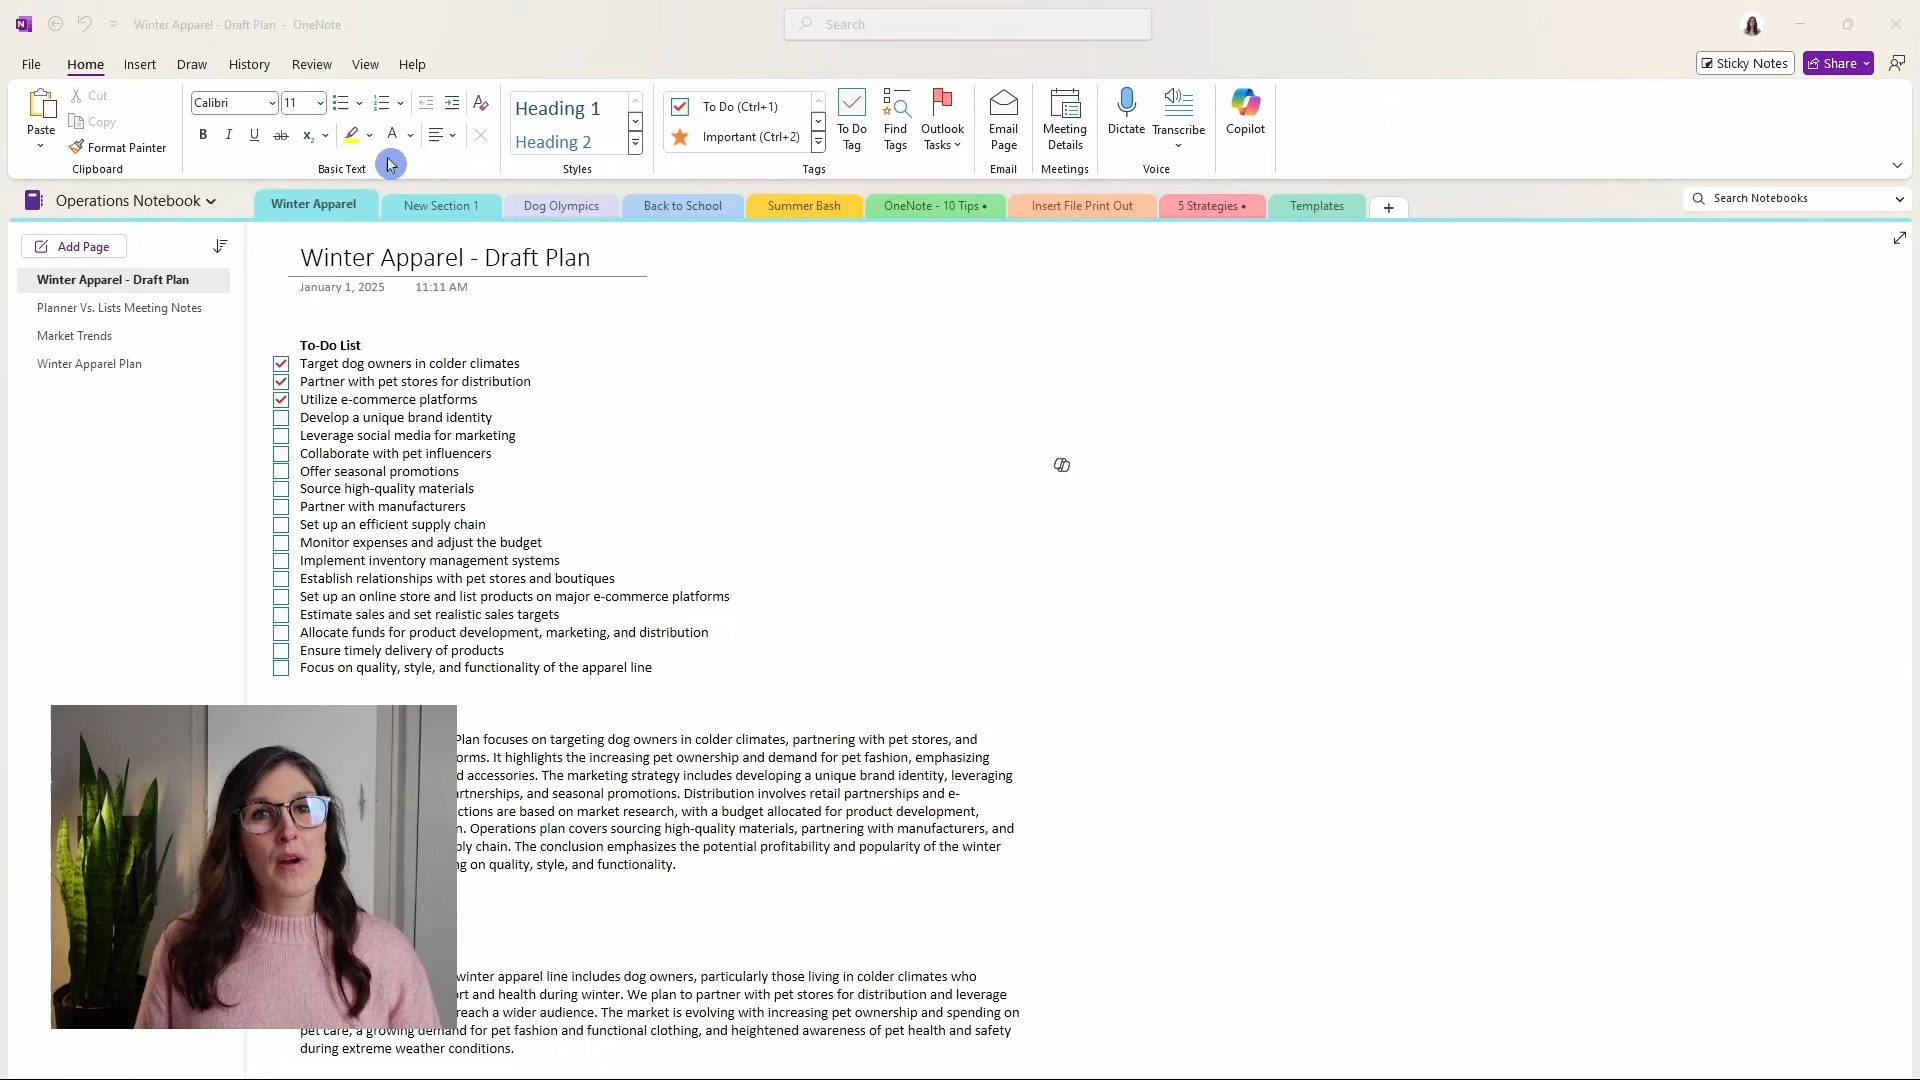 Winter Apparel - Draft Plan - OneNote
Search
File Home Insert Draw History Review View Help
Sticky Notes
Share
Paste
Cut
Copy
Format Painter
Clipboard
Calibri
11
Basic Text
Heading 1
Heading 2
Styles
To Do (Ctrl+1)
Important (Ctrl+2)
To Do Tag
Find Tags
Outlook Tasks
Tags
Email Page
Email
Meeting Details
Meetings
Dictate
Transcribe
Voice
Copilot
Operations Notebook
Winter Apparel
New Section 1
Dog Olympics
Back to School
Summer Bash
OneNote - 10 Tips •
Insert File Print Out
5 Strategies •
Templates
+
Search Notebooks
Add Page
Winter Apparel - Draft Plan
Planner Vs. Lists Meeting Notes
Market Trends
Winter Apparel Plan
Winter Apparel - Draft Plan
January 1, 2025 11:11 AM
To-Do List
Target dog owners in colder climates
Partner with pet stores for distribution
Utilize e-commerce platforms
Develop a unique brand identity
Leverage social media for marketing
Collaborate with pet influencers
Offer seasonal promotions
Source high-quality materials
Partner with manufacturers
Set up an efficient supply chain
Monitor expenses and adjust the budget
Implement inventory management systems
Establish relationships with pet stores and boutiques
Set up an online store and list products on major e-commerce platforms
Estimate sales and set realistic sales targets
Allocate funds for product development, marketing, and distribution
Ensure timely delivery of products
Focus on quality, style, and functionality of the apparel line
Plan focuses on targeting dog owners in colder climates, partnering with pet stores, and
orms. It highlights the increasing pet ownership and demand for pet fashion, emphasizing
d accessories. The marketing strategy includes developing a unique brand identity, leveraging
artnerships, and seasonal promotions. Distribution involves retail partnerships and e-
ctions are based on market research, with a budget allocated for product development,
n. Operations plan covers sourcing high-quality materials, partnering with manufacturers, and
ply chain. The conclusion emphasizes the potential profitability and popularity of the winter
ng on quality, style, and functionality.
winter apparel line includes dog owners, particularly those living in colder climates who
ort and health during winter. We plan to partner with pet stores for distribution and leverage
reach a wider audience. The market is evolving with increasing pet ownership and spending on
pet care, a growing demand for pet fashion and functional clothing, and heightened awareness of pet health and safety
during extreme weather conditions.